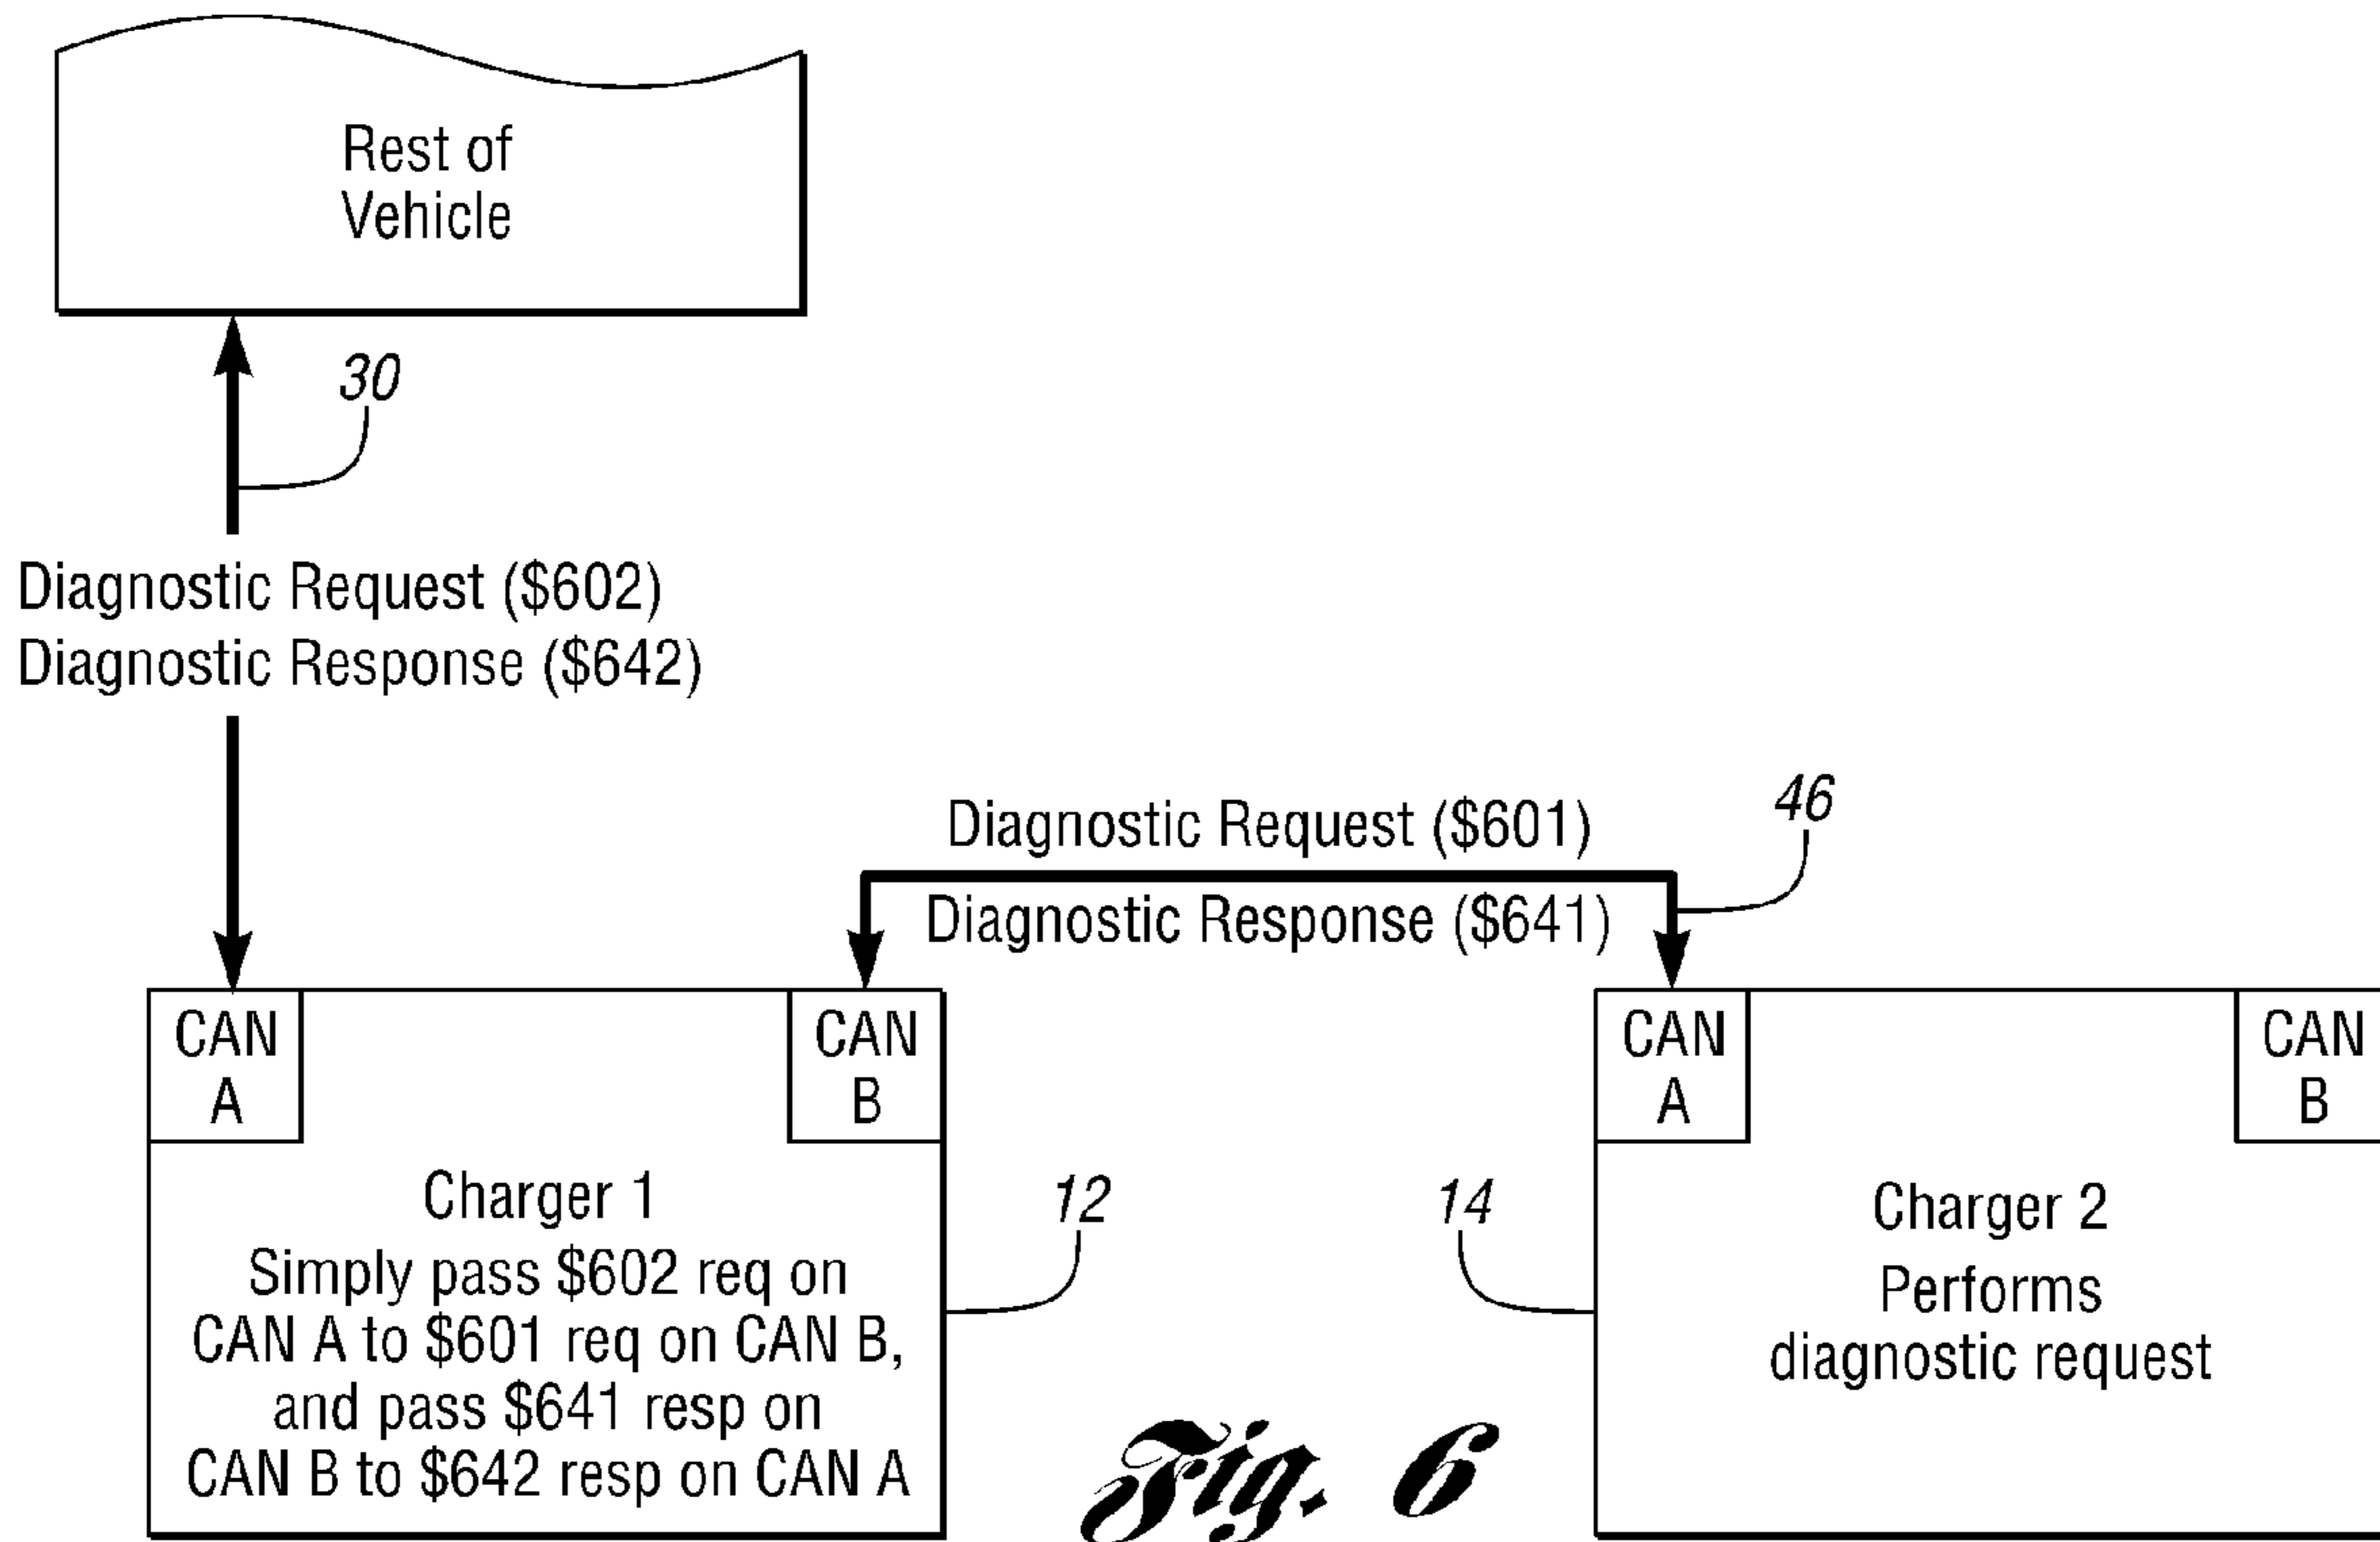 Rest of
Vehicle
30
Diagnostic Request ($602)
Diagnostic Response ($642)
Diagnostic Request ($601)
Diagnostic Response ($641)
46
CAN
A
CAN
B
Charger 1
Simply pass $602 req on
CAN A to $601 req on CAN B,
and pass $641 resp on
CAN B to $642 resp on CAN A
12
14
CAN
A
CAN
B
Charger 2
Performs
diagnostic request
Fig. 6